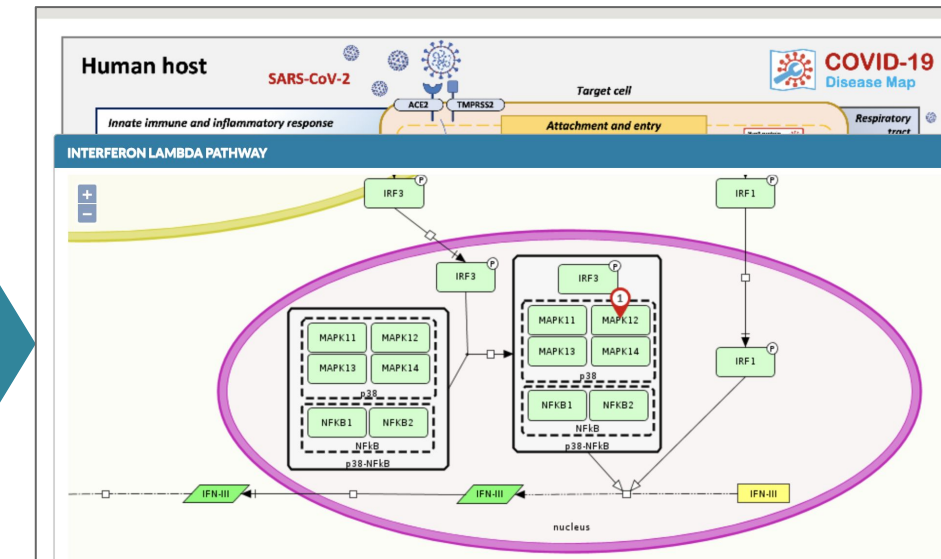 Human host
SARS-CoV-2
COVID-19
Disease Map
Target cell
ACE2
TMPRSS2
Innate immune and inflammatory response
Attachment and entry
Respiratory
tract
INTERFERON LAMBDA PATHWAY
+
−
IRF3
P
IRF1
P
IRF3
P
IRF3
P
1
MAPK11
MAPK12
MAPK13
MAPK14
p38
NFKB1
NFKB2
NFkB
p38-NFkB
MAPK11
MAPK12
MAPK13
MAPK14
p38
NFKB1
NFKB2
NFkB
p38-NFkB
IRF1
P
IFN-III
IFN-III
IFN-III
nucleus